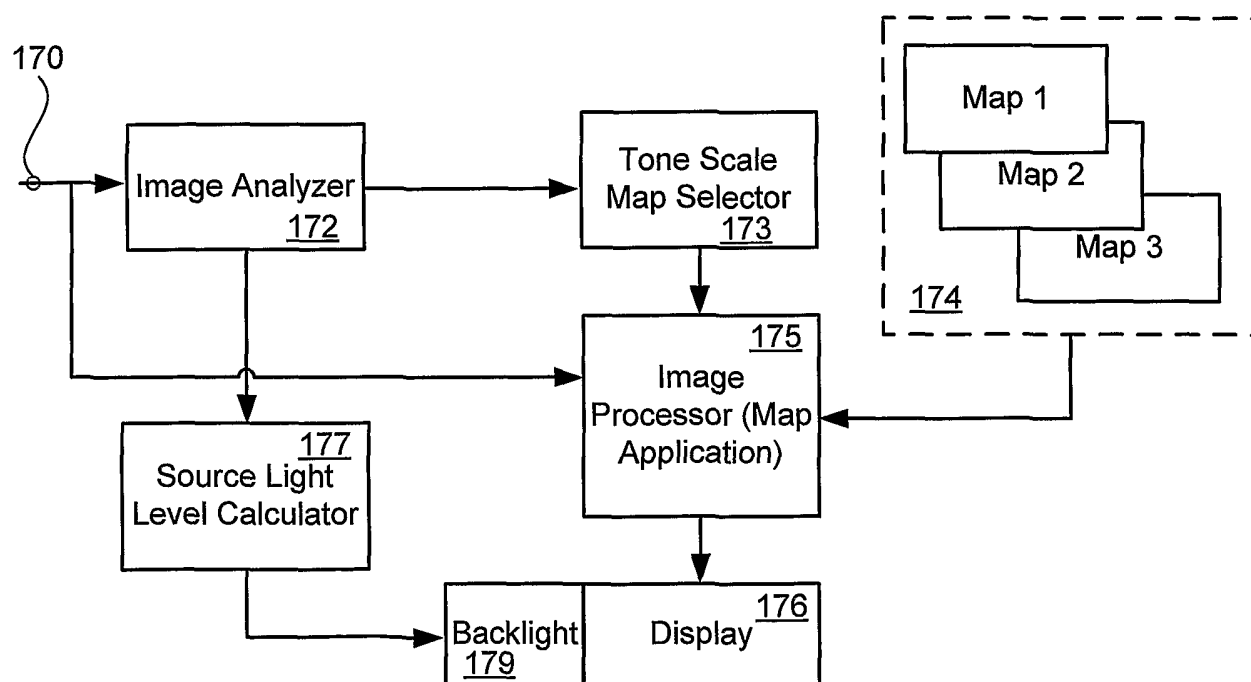 170
Image Analyzer
172
Tone Scale
Map Selector
173
Map 1
Map 2
Map 3
174
175
Image
Processor (Map
Application)
177
Source Light
Level Calculator
Backlight
179
176
Display